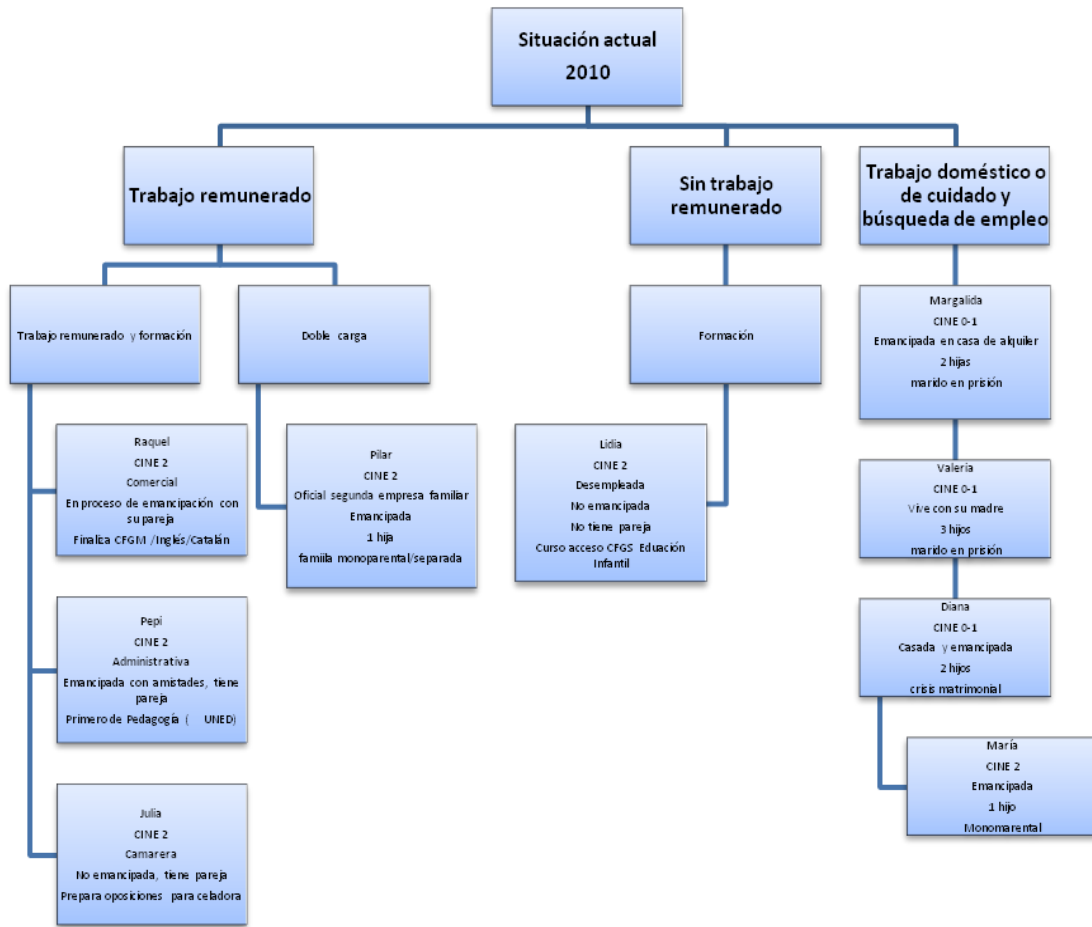 Situación actual
2010
Trabajo remunerado
Sin trabajo
remunerado
Trabajo doméstico o
de cuidado y
búsqueda de empleo
Trabajo remunerado y formación
Doble carga
Formación
Margalida
CINE 0-1
Emancipada en casa de alquiler
2 hijas
marido en prisión
Raquel
CINE 2
Comercial
En proceso de emancipación con
su pareja
Finaliza CFGM /Inglés/Catalán
Pilar
CINE 2
Oficial segunda empresa familiar
Emancipada
1 hija
familia monoparental/separada
Lidia
CINE 2
Desempleada
No emancipada
No tiene pareja
Curso acceso CFGS Eduación
Infantil
Valeria
CINE 0-1
Vive con su madre
3 hijos
marido en prisión
Pepi
CINE 2
Administrativa
Emancipada con amistades, tiene
pareja
Primero de Pedagogía ( UNED)
Diana
CINE 0-1
Casada y emancipada
2 hijos
crisis matrimonial
María
CINE 2
Emancipada
1 hijo
Monomarental
Julia
CINE 2
Camarera
No emancipada, tiene pareja
Prepara oposiciones para celadora